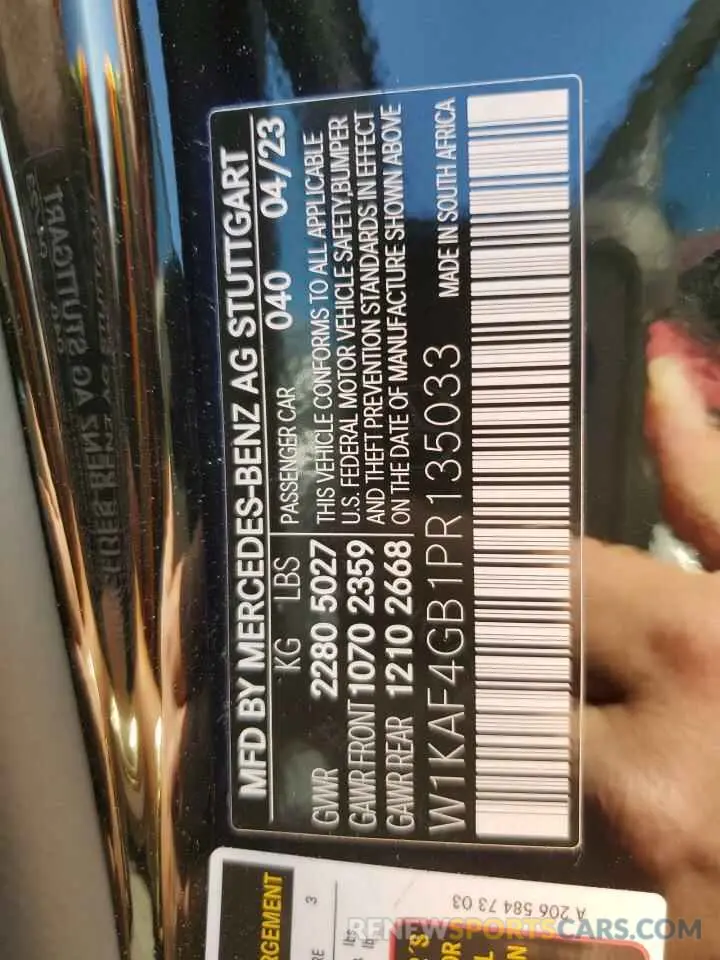 MFD BY MERCEDES-BENZ AG STUTTGART
KG LBS 040 04/23
GVWR 2280 5027 PASSENGER CAR
GAWR FRONT 1070 2359 THIS VEHICLE CONFORMS TO ALL APPLICABLE
GAWR REAR 1210 2668 U.S. FEDERAL MOTOR VEHICLE SAFETY,BUMPER
AND THEFT PREVENTION STANDARDS IN EFFECT
ON THE DATE OF MANUFACTURE SHOWN ABOVE
W1KAF4GB1PR135033 MADE IN SOUTH AFRICA
A 206 584 73 03
3
lbs
RENEWSPORTSCARS.COM